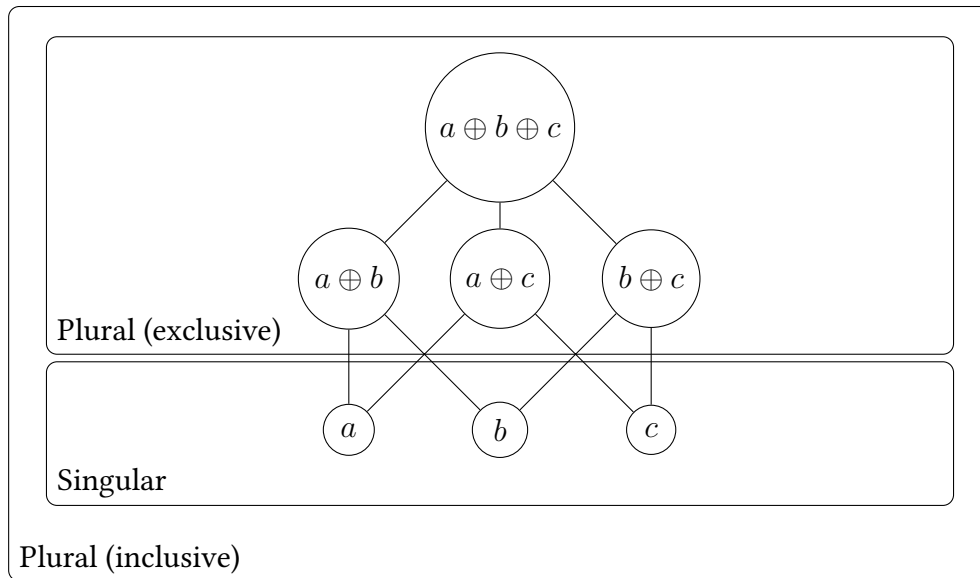 a ⊕ b ⊕ c
a ⊕ b
a ⊕ c
b ⊕ c
Plural (exclusive)
a
b
c
Singular
Plural (inclusive)